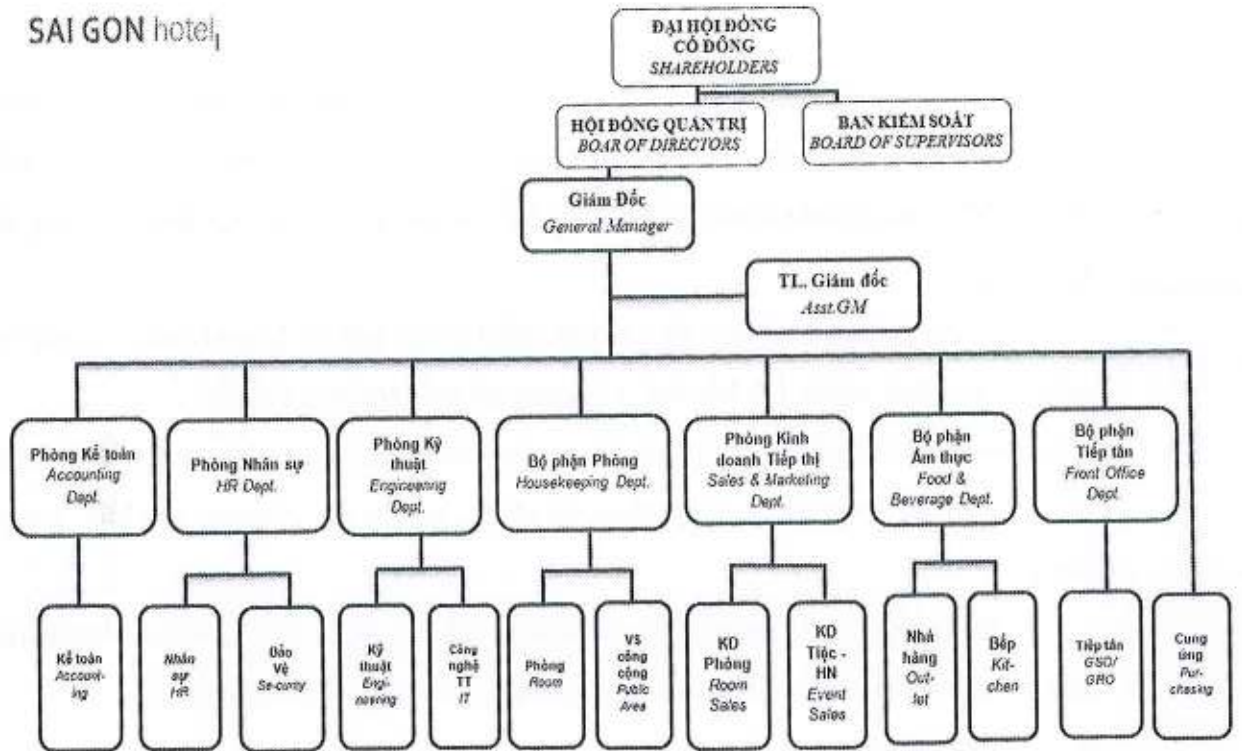 SAI GON hotel
ĐẠI HỘI ĐỒNG
CỔ ĐÔNG
SHAREHOLDERS
HỘI ĐỒNG QUẢN TRỊ
BOAR OF DIRECTORS
BAN KIỂM SOÁT
BOARD OF SUPERVISORS
Giám Đốc
General Manager
TL. Giám đốc
Asst.GM
Phòng Kế toán
Accounting
Dept.
Phòng Nhân sự
HR Dept.
Phòng Kỹ
thuật
Engineering
Dept.
Bộ phận Phòng
Housekeeping Dept.
Phòng Kinh
doanh Tiếp thị
Sales & Marketing
Dept.
Bộ phận
Ẩm thực
Food &
Beverage Dept.
Bộ phận
Tiếp tân
Front Office
Dept.
Kế toán
Account-
ing
Nhân
sự
HR
Bảo
Vệ
Se-curity
Kỹ
thuật
Engi-
neering
Công
nghệ
TT
IT
Phòng
Room
VS
công
cộng
Public
Area
KD
Phòng
Room
Sales
KD
Tiệc -
HN
Event
Sales
Nhà
hàng
Out-
let
Bếp
Kit-
chen
Tiếp tân
GSO/
GRO
Cung
ứng
Pur-
chasing